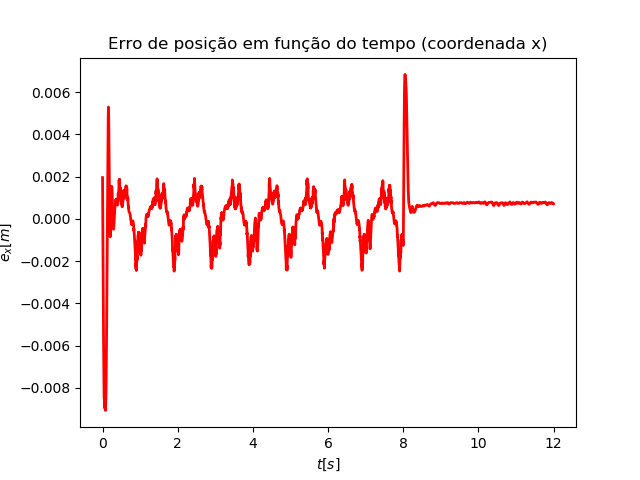 Erro de posição em função do tempo (coordenada x)
0.006
0.004
0.002
0.000
−0.002
−0.004
−0.006
−0.008
e_x[m]
0 2 4 6 8 10 12
t[s]